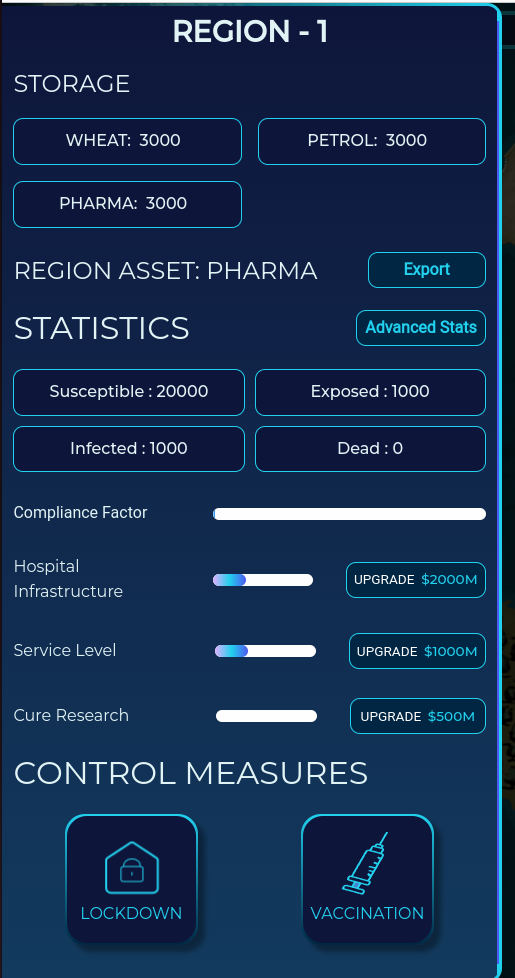 REGION - 1
STORAGE
WHEAT: 3000
PETROL: 3000
PHARMA: 3000
REGION ASSET: PHARMA
Export
STATISTICS
Advanced Stats
Susceptible : 20000
Exposed : 1000
Infected : 1000
Dead : 0
Compliance Factor
Hospital
Infrastructure
UPGRADE $2000M
Service Level
UPGRADE $1000M
Cure Research
UPGRADE $500M
CONTROL MEASURES
LOCKDOWN
VACCINATION